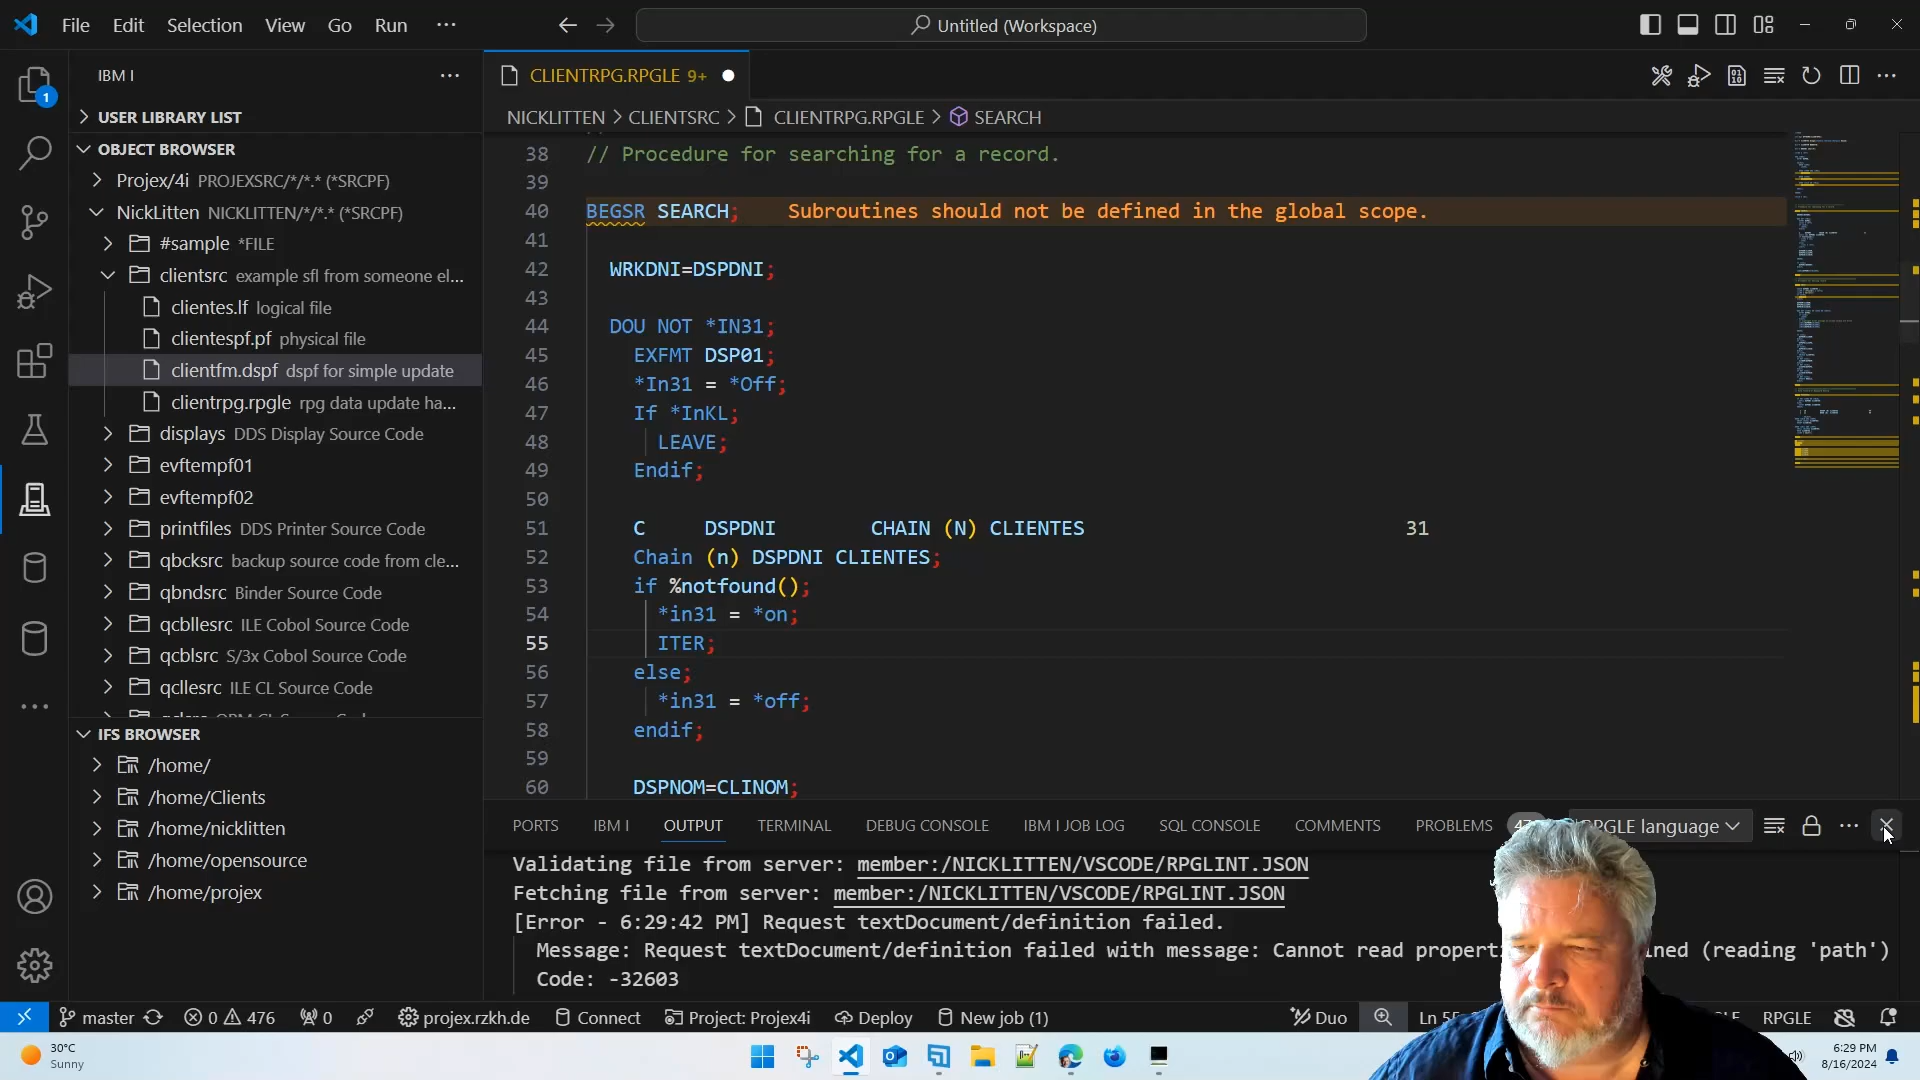 File Edit Selection View Go Run ··· Untitled (Workspace)
IBM I ···
CLIENTRPG.RPGLE 9+
USER LIBRARY LIST
NICKLITTEN > CLIENTSRC > CLIENTRPG.RPGLE > SEARCH
OBJECT BROWSER
Projex/4i PROJEXSRC/*/*.* (*SRCPF)
NickLitten NICKLITTEN/*/*.* (*SRCPF)
#sample *FILE
clientsrc example sfl from someone el...
clientes.lf logical file
clientespf.pf physical file
clientfm.dspf dspf for simple update
clientrpg.rpgle rpg data update ha...
displays DDS Display Source Code
evftempf01
evftempf02
printfiles DDS Printer Source Code
qbcksrc backup source code from cle...
qbndsrc Binder Source Code
qcbllesrc ILE Cobol Source Code
qcblsrc S/3x Cobol Source Code
qcllesrc ILE CL Source Code
IFS BROWSER
/home/
/home/Clients
/home/nicklitten
/home/opensource
/home/projex
1
38 // Procedure for searching for a record.
39
40 BEGSR SEARCH; Subroutines should not be defined in the global scope.
41
42 WRKDNI=DSPDNI;
43
44 DOU NOT *IN31;
45 EXFMT DSP01;
46 *In31 = *Off;
47 If *InKL;
48 LEAVE;
49 Endif;
50
51 C DSPDNI CHAIN (N) CLIENTES 31
52 Chain (n) DSPDNI CLIENTES;
53 if %notfound();
54 *in31 = *on;
55 ITER;
56 else;
57 *in31 = *off;
58 endif;
59
60 DSPNOM=CLINOM;
PORTS IBM I OUTPUT TERMINAL DEBUG CONSOLE IBM I JOB LOG SQL CONSOLE COMMENTS PROBLEMS language
Validating file from server: member:/NICKLITTEN/VSCODE/RPGLINT.JSON
Fetching file from server: member:/NICKLITTEN/VSCODE/RPGLINT.JSON
[Error - 6:29:42 PM] Request textDocument/definition failed.
Message: Request textDocument/definition failed with message: Cannot read (reading 'path')
Code: -32603
master 0 476 0 projex.rzkh.de Connect Project: Projex4i Deploy New job (1) Duo RPGLE
30°C
Sunny
6:29 PM
8/16/2024